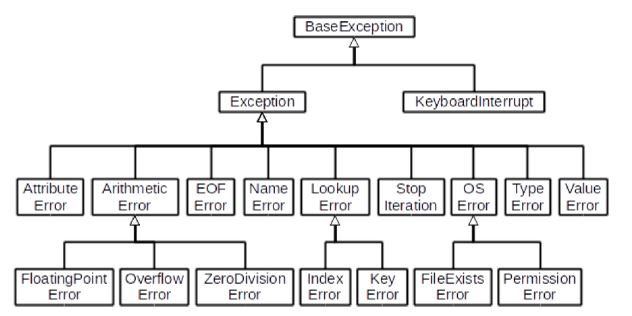 BaseException
Exception
KeyboardInterrupt
Attribute
Error
Arithmetic
Error
EOF
Error
Name
Error
Lookup
Error
Stop
Iteration
OS
Error
Type
Error
Value
Error
FloatingPoint
Error
Overflow
Error
ZeroDivision
Error
Index
Error
Key
Error
FileExists
Error
Permission
Error